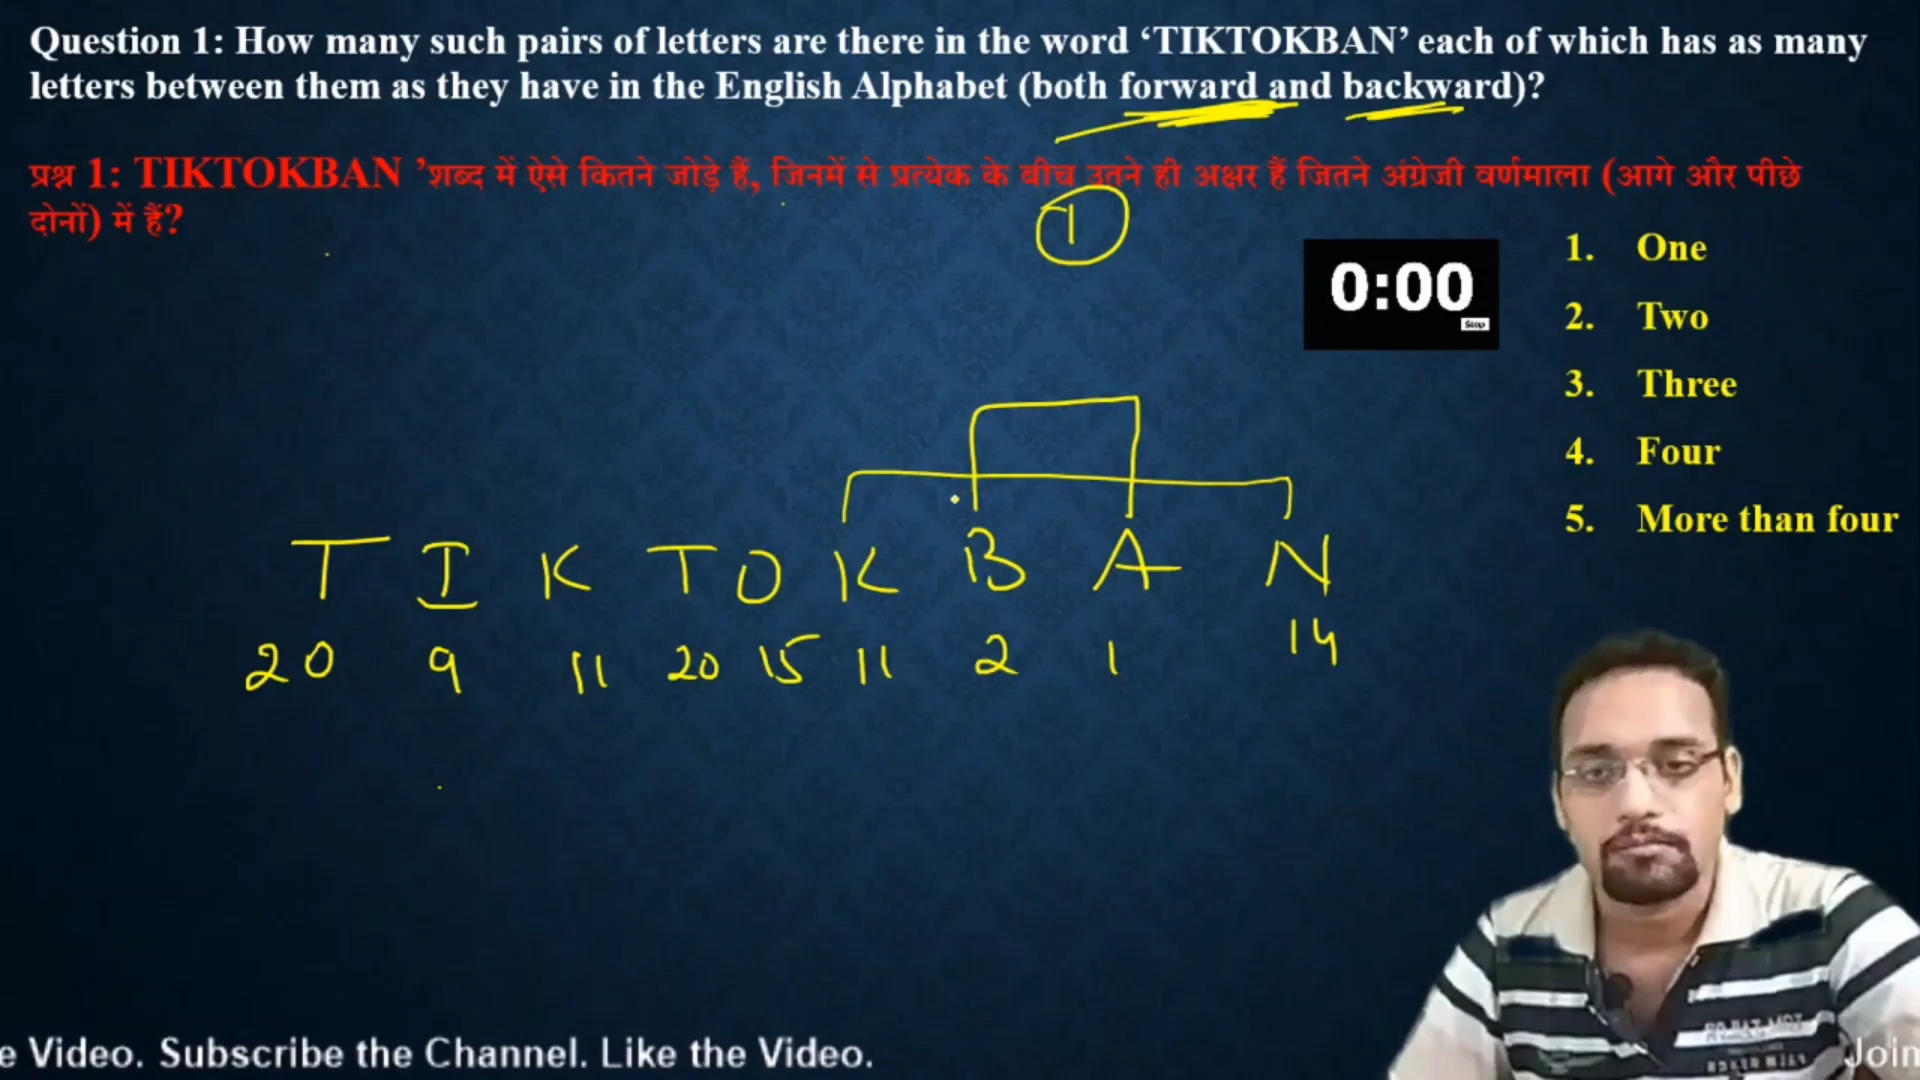 Question 1: How many such pairs of letters are there in the word ‘TIKTOKBAN’ each of which has as many
letters between them as they have in the English Alphabet (both forward and backward)?
प्रश्न 1: TIKTOKBAN ’शब्द में ऐसे कितने जोड़े हैं, जिनमें से प्रत्येक के बीच उतने ही अक्षर हैं जितने अंग्रेजी वर्णमाला (आगे और पीछे
दोनों) में हैं?
1
0:00
Stop
1. One
2. Two
3. Three
4. Four
5. More than four
T I K T O K B A N
20 9 11 20 15 11 2 1 14
e Video. Subscribe the Channel. Like the Video.
Join